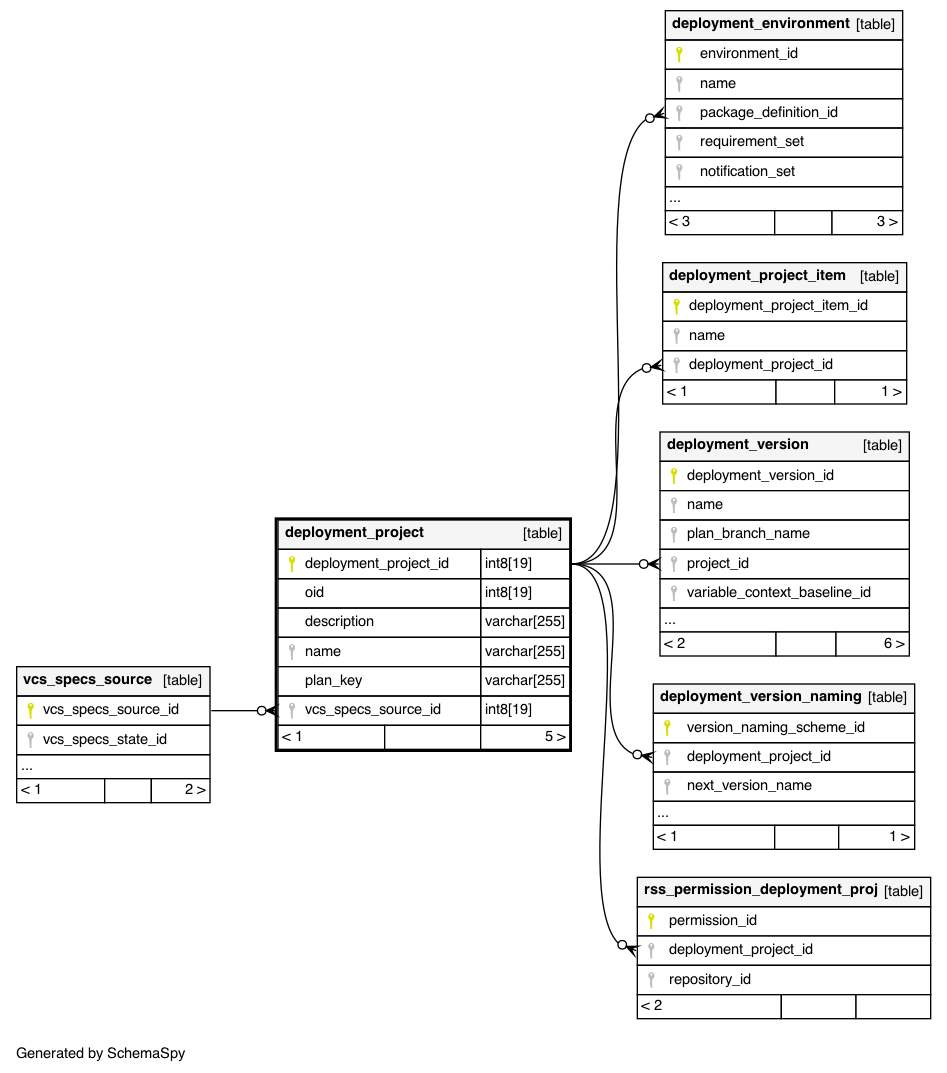 deployment_environment [table]
environment_id
name
package_definition_id
requirement_set
notification_set
...
< 3 3 >
deployment_project_item [table]
deployment_project_item_id
name
deployment_project_id
< 1 1 >
deployment_version [table]
deployment_version_id
name
plan_branch_name
project_id
variable_context_baseline_id
...
< 2 6 >
deployment_project [table]
deployment_project_id int8[19]
oid int8[19]
description varchar[255]
name varchar[255]
plan_key varchar[255]
vcs_specs_source_id int8[19]
< 1 5 >
vcs_specs_source [table]
vcs_specs_source_id
vcs_specs_state_id
...
< 1 2 >
deployment_version_naming [table]
version_naming_scheme_id
deployment_project_id
next_version_name
...
< 1 1 >
rss_permission_deployment_proj [table]
permission_id
deployment_project_id
repository_id
< 2
Generated by SchemaSpy